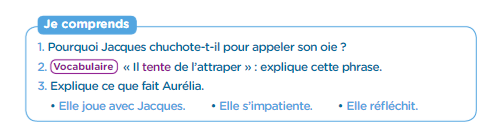 Je comprends
1. Pourquoi Jacques chuchote-t-il pour appeler son oie ?
2. Vocabulaire « Il tente de l'attraper » : explique cette phrase.
3. Explique ce que fait Aurélia.
• Elle joue avec Jacques. • Elle s'impatiente. • Elle réfléchit.